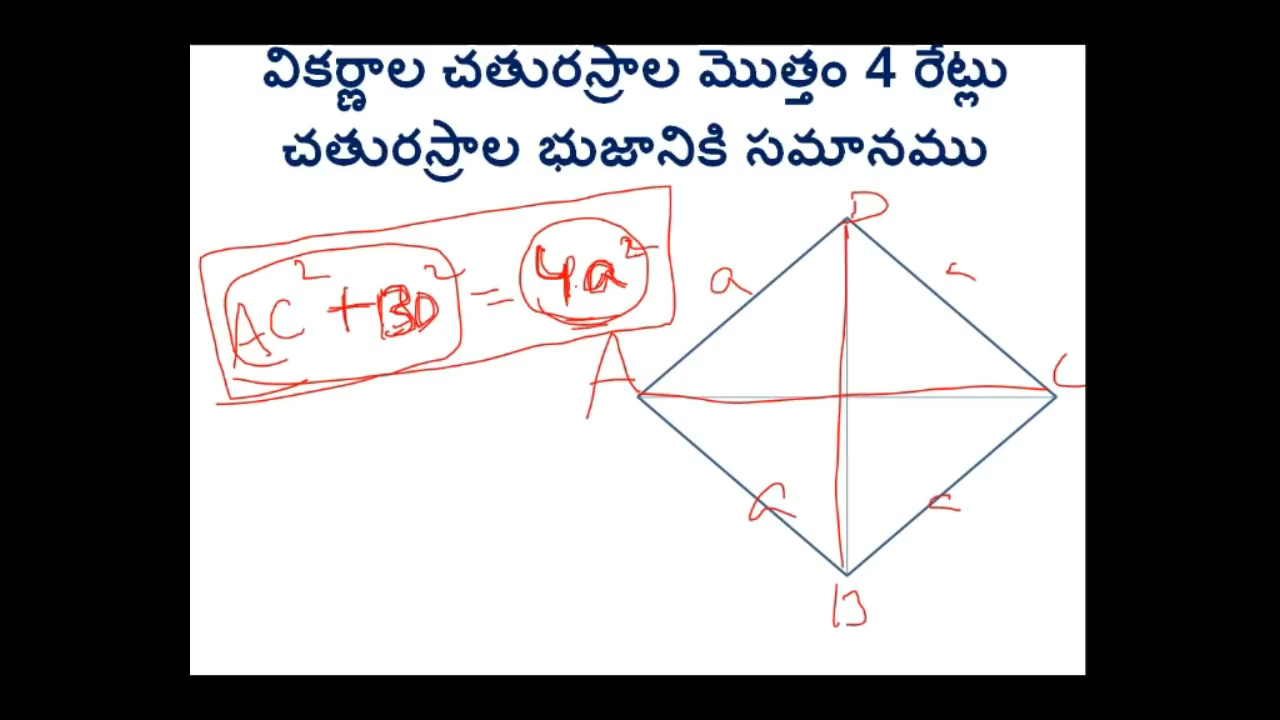 వికర్ణాల చతురస్రాల మొత్తం 4 రేట్లు
చతురస్రాల భుజానికి సమానము
D
a
AC² + BD² = 4a²
A
C
a
B